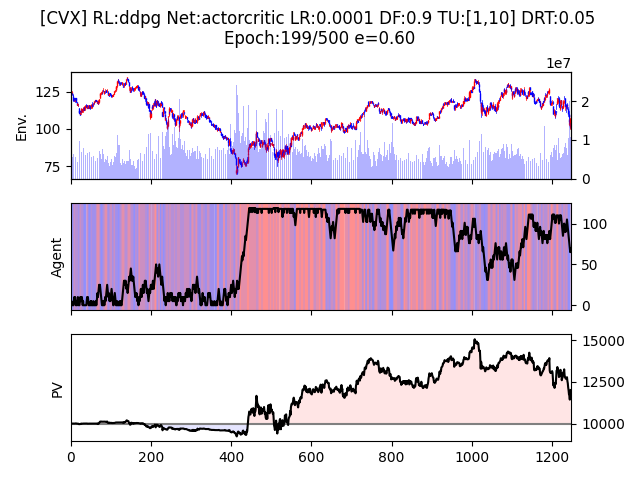 [CVX] RL:ddpg Net:actorcritic LR:0.0001 DF:0.9 TU:[1,10] DRT:0.05
Epoch:199/500 e=0.60
1e7
Env.
125
100
75
2
1
0
Agent
100
50
0
PV
15000
12500
10000
0 200 400 600 800 1000 1200